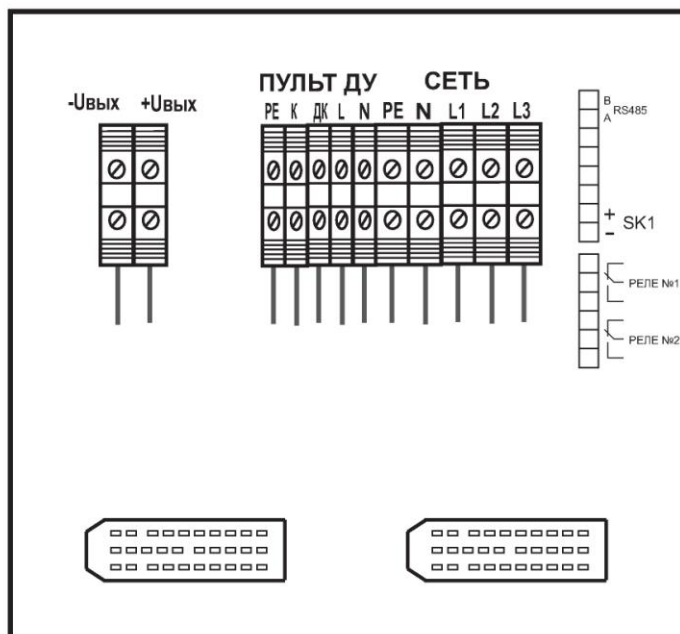 ПУЛЬТ ДУ СЕТЬ
-Uвых +Uвых
PE К ДК L N PE N L1 L2 L3
B
A RS485
+
- SK1
РЕЛЕ №1
РЕЛЕ №2